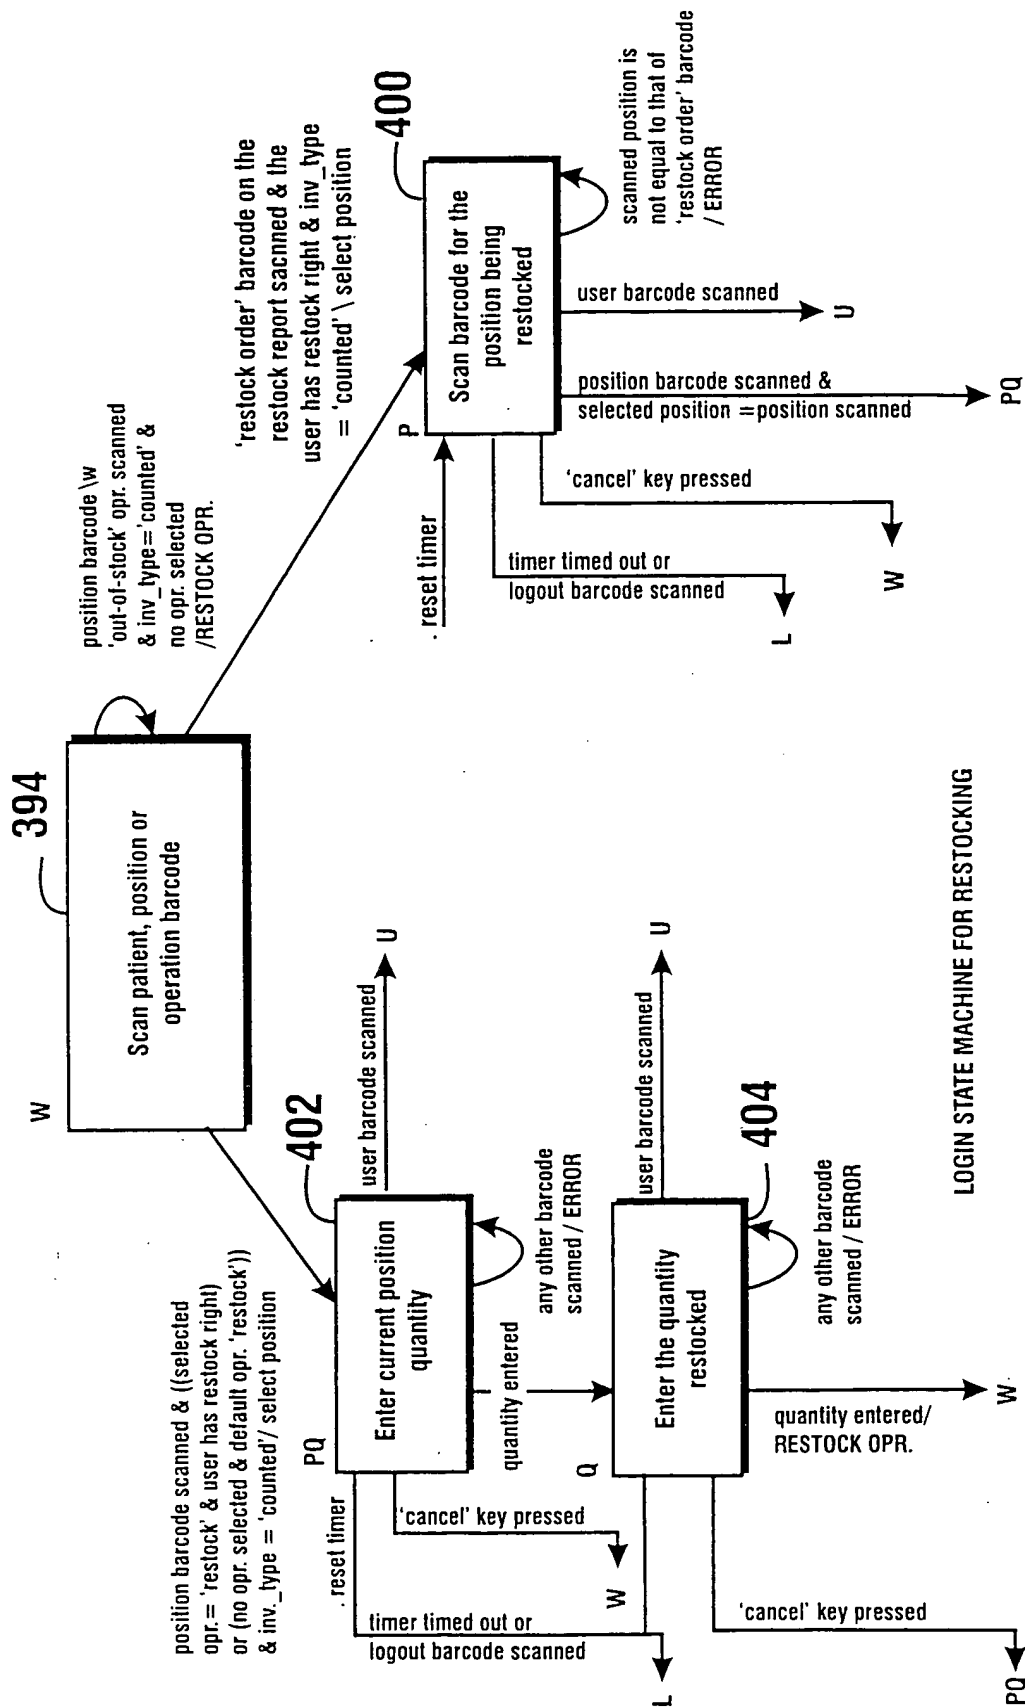 W
394
Scan patient, position or
operation barcode
position barcode \w
'out-of-stock' opr. scanned
& inv_type='counted' &
no opr. selected
/RESTOCK OPR.
'restock order' barcode on the
restock report sacnned & the
user has restock right & inv_type
= 'counted' \ select position
400
P
Scan barcode for the
position being
restocked
scanned position is
not equal to that of
'restock order' barcode
/ ERROR
. reset timer
user barcode scanned
U
position barcode scanned &
selected position =position scanned
PQ
'cancel' key pressed
W
timer timed out or
logout barcode scanned
L
position barcode scanned & ((selected
opr.= 'restock' & user has restock right)
or (no opr. selected & default opr. 'restock'))
& inv._type = 'counted'/ select position
402
PQ
Enter current position
quantity
user barcode scanned
U
any other barcode
scanned / ERROR
quantity entered
. reset timer
'cancel' key pressed
W
timer timed out or
logout barcode scanned
L
404
Q
Enter the quantity
restocked
user barcode scanned
U
any other barcode
scanned / ERROR
quantity entered/
RESTOCK OPR.
W
'cancel' key pressed
PQ
LOGIN STATE MACHINE FOR RESTOCKING